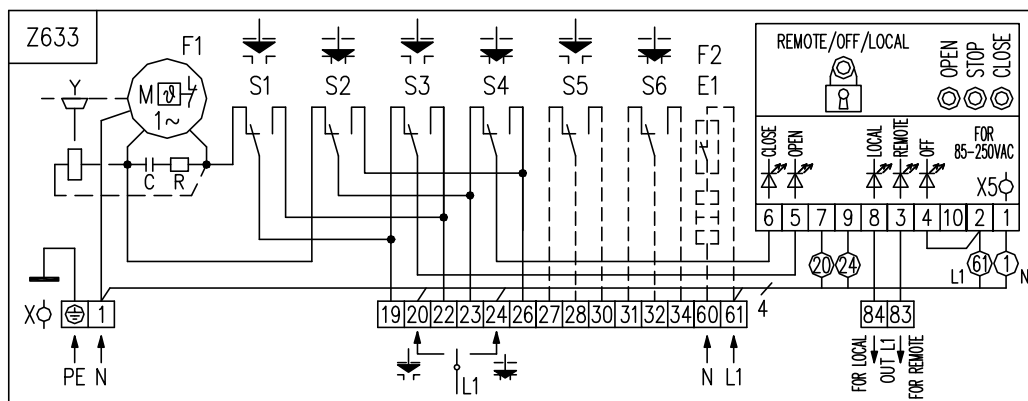 Z633
F1
Y
M ϑ
1~
C R
S1 S2 S3 S4 S5 S6
F2
E1
REMOTE/OFF/LOCAL
OPEN
STOP
CLOSE
CLOSE
OPEN
LOCAL
REMOTE
OFF
FOR
85-250VAC
X5
6 5 7 9 8 3 4 10 2 1
20 24 L1 61 1 N
X 1
19 20 22 23 24 26 27 28 30 31 32 34 60 61 4
84 83
PE N
L1
N L1
FOR LOCAL
OUT L1
FOR REMOTE